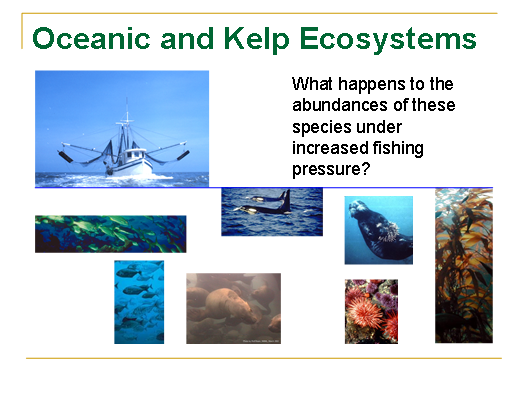 Oceanic and Kelp Ecosystems
What happens to the
abundances of these
species under
increased fishing
pressure?